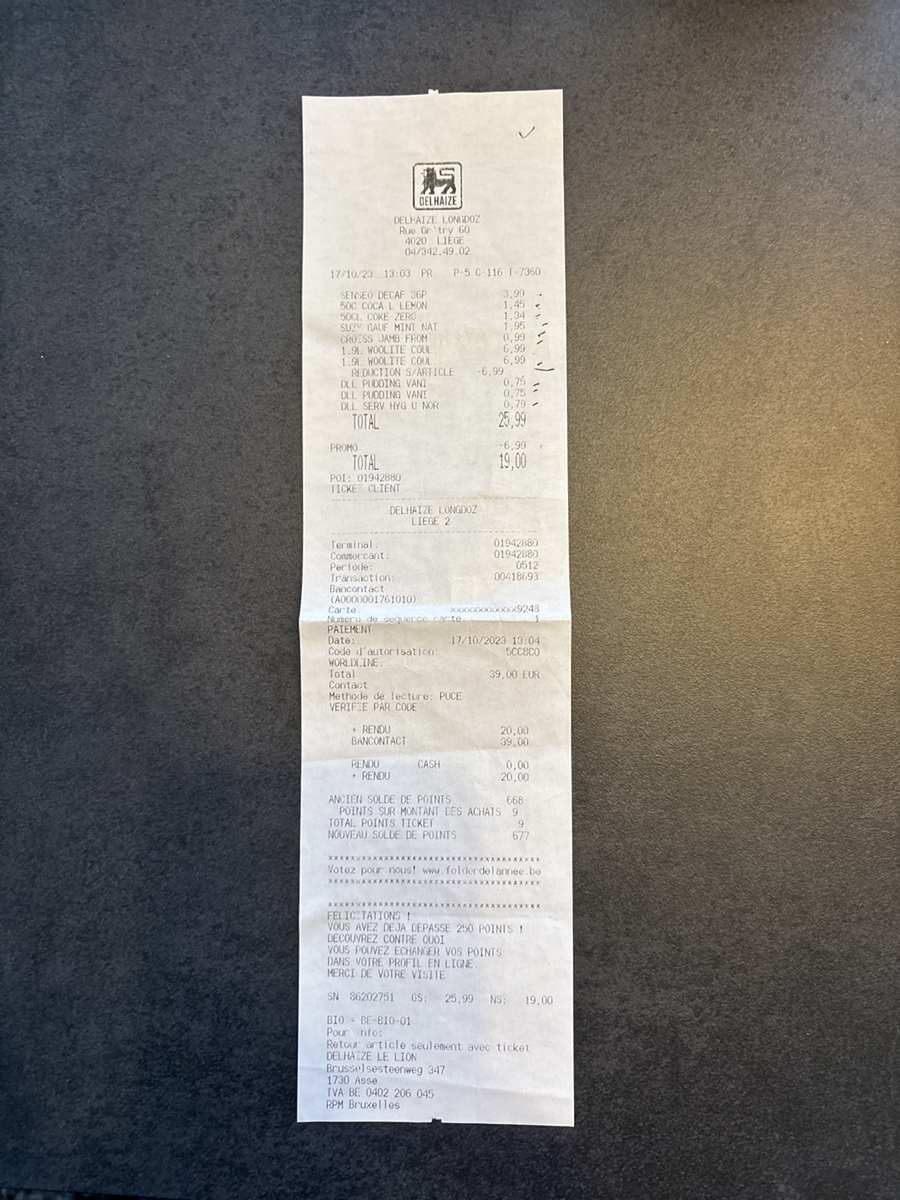 DELHAIZE
DELHAIZE LONGDOZ
Rue Gr'try 60
4020 LIEGE
04/342.49.02
17/10/23 13:03 PR P-5 C-116 T-7360
SENSEO DECAF 36P 3,99
50C COCA L LEMON 1,45
50CL COKE ZERO 1,34
SUZY GAUF MINI NAT 1,95
CROISS JAMB FROM 0,99
1.9L WOOLITE COUL. 6,99
1.9L WOOLITE COUL. 6,99
REDUCTION S/ARTICLE -6,99
DLL PUDDING VANI 0,75
DLL PUDDING VANI 0,75
DLL SERV HYG U NOR 0,79
TOTAL 25,99
PROMO -6,99
TOTAL 19,00
POI: 01942880
TICKET CLIENT
DELHAIZE LONGDOZ
LIEGE 2
Terminal: 01942880
Commercant: 01942880
Periode: 0512
Transaction: 00418693
Bancontact
(A0000001761010)
Carte: xxxxxxxxxxxx9248
Numero de sequence carte: 1
PAIEMENT
Date: 17/10/2023 13:04
Code d'autorisation: 5CC8C0
WORLDLINE.
Total 39,00 EUR
Contact
Methode de lecture: PUCE
VERIFIE PAR CODE
+ RENDU 20,00
BANCONTACT 39,00
RENDU CASH 0,00
+ RENDU 20,00
ANCIEN SOLDE DE POINTS 668
POINTS SUR MONTANT DES ACHATS 9
TOTAL POINTS TICKET 9
NOUVEAU SOLDE DE POINTS 677
xxxxxxxxxxxxxxxxxxxxxxxxxxxxxxxxxxxxxx
Votez pour nous! www.folderdelannee.be
xxxxxxxxxxxxxxxxxxxxxxxxxxxxxxxxxxxxxx
xxxxxxxxxxxxxxxxxxxxxxxxxxxxxxxxxxxxxx
FELICITATIONS !
VOUS AVEZ DEJA DEPASSE 250 POINTS !
DECOUVREZ CONTRE QUOI
VOUS POUVEZ ECHANGER VOS POINTS
DANS VOTRE PROFIL EN LIGNE.
MERCI DE VOTRE VISITE
SN 86202751 GS: 25,99 NS: 19,00
BIO = BE-BIO-01
Pour info:
Retour article seulement avec ticket
DELHAIZE LE LION
Brusselsesteenweg 347
1730 Asse
TVA BE 0402 206 045
RPM Bruxelles